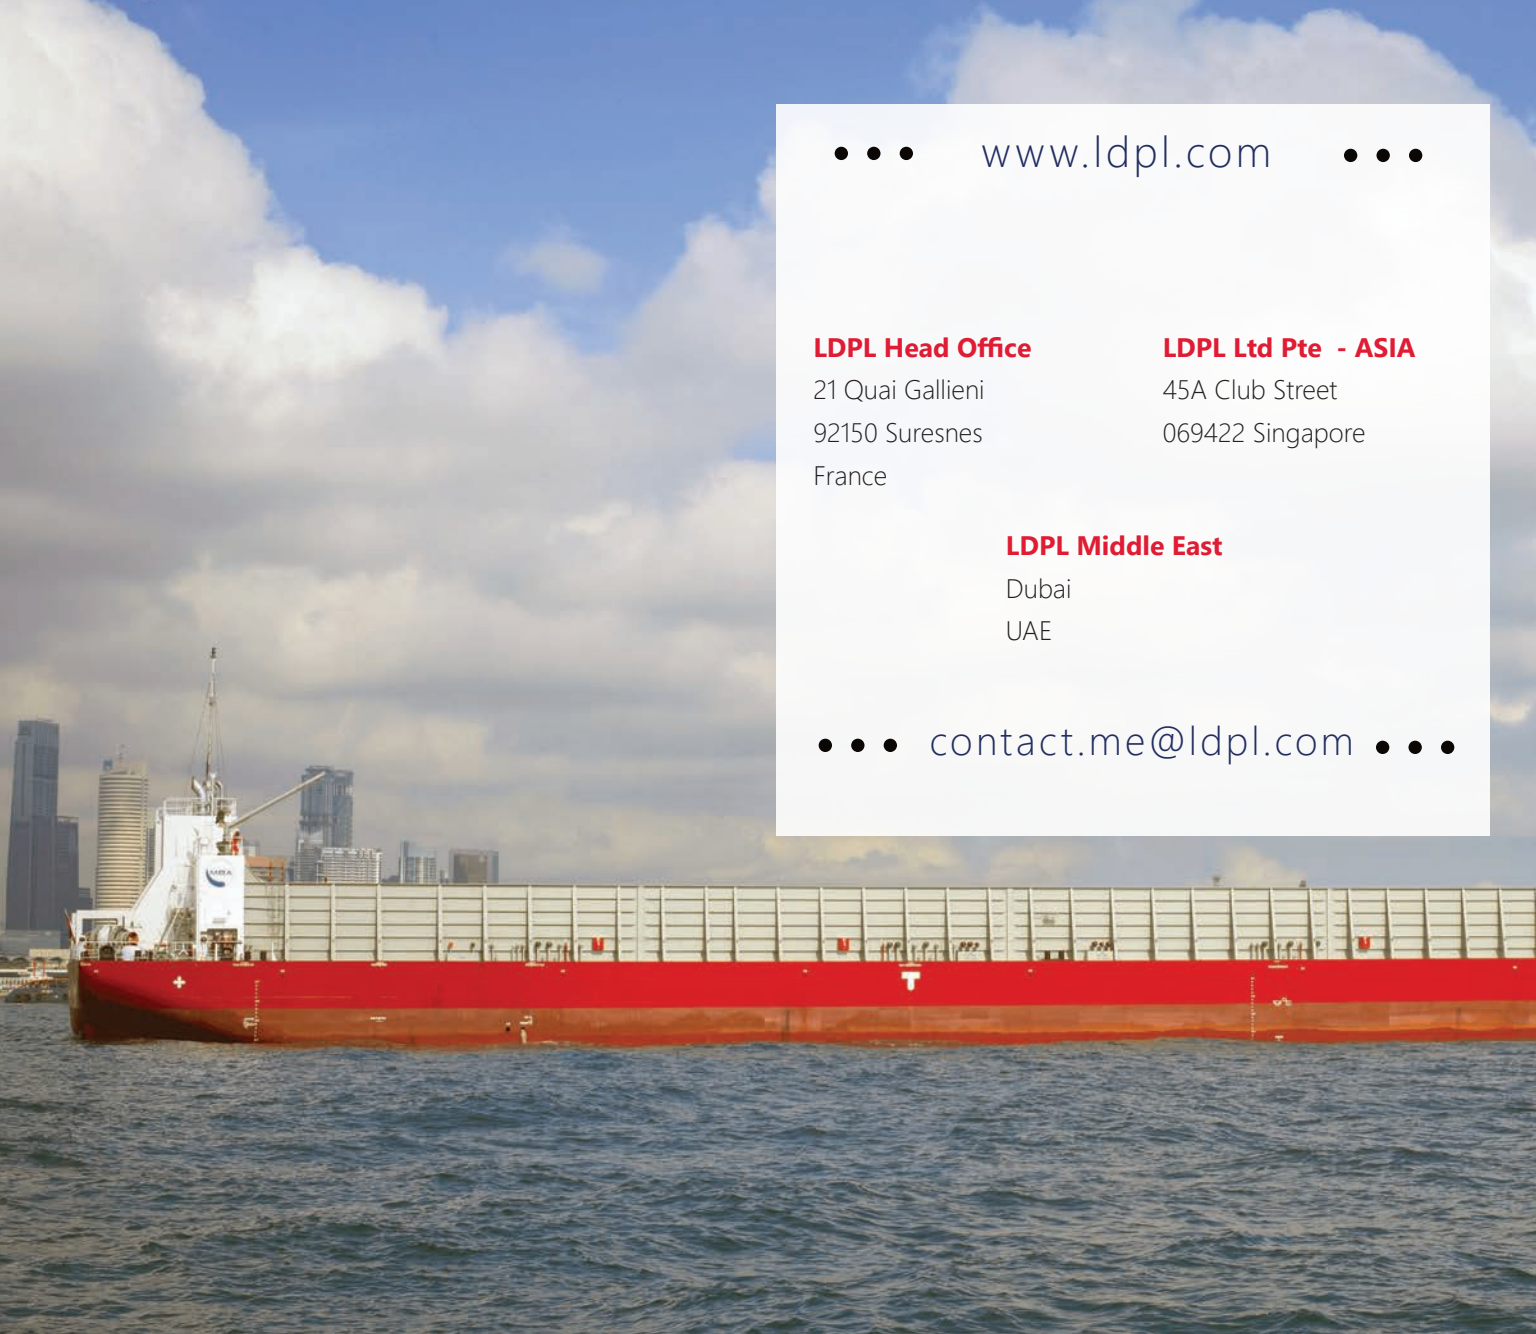 ••• www.ldpl.com •••
LDPL Head Office
21 Quai Gallieni
92150 Suresnes
France
LDPL Ltd Pte - ASIA
45A Club Street
069422 Singapore
LDPL Middle East
Dubai
UAE
••• contact.me@ldpl.com •••
T